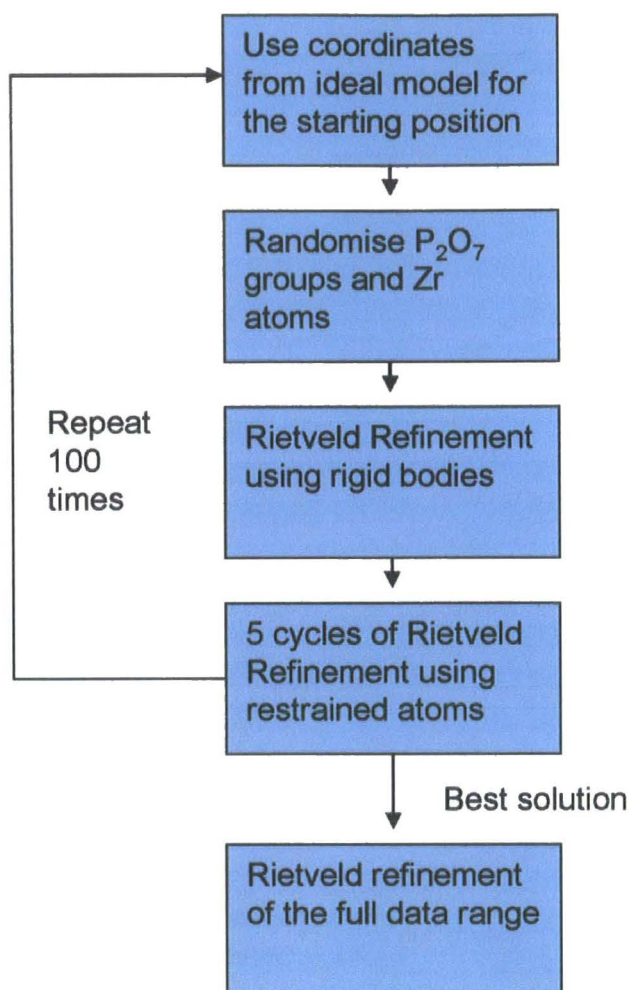 Use coordinates
from ideal model for
the starting position
Randomise P₂O₇
groups and Zr
atoms
Rietveld Refinement
using rigid bodies
Repeat
100
times
5 cycles of Rietveld
Refinement using
restrained atoms
Best solution
Rietveld refinement
of the full data range